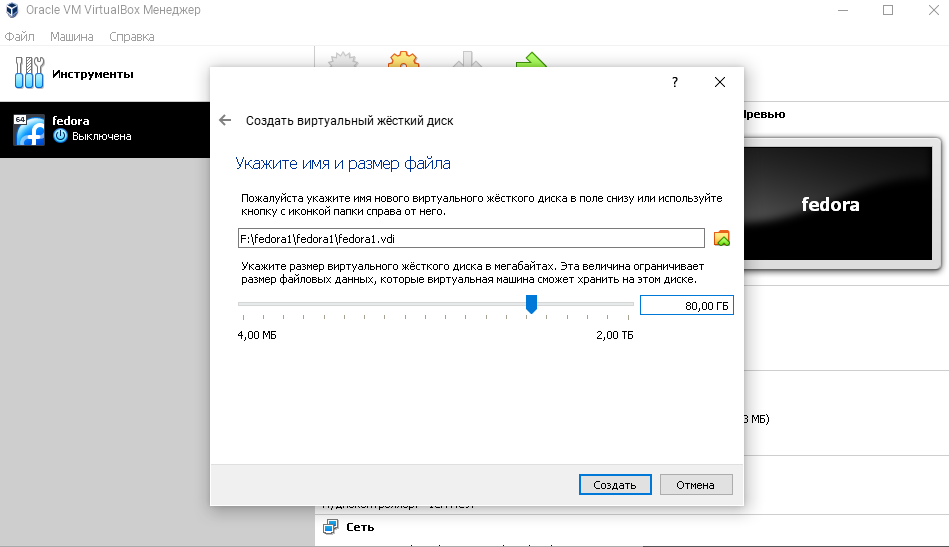 Oracle VM VirtualBox Менеджер
Файл Машина Справка
Инструменты
64
fedora
Выключена
?
Создать виртуальный жёсткий диск
Укажите имя и размер файла
Пожалуйста укажите имя нового виртуального жёсткого диска в поле снизу или используйте
кнопку с иконкой папки справа от него.
F:\fedora1\fedora1\fedora1.vdi
Укажите размер виртуального жёсткого диска в мегабайтах. Эта величина ограничивает
размер файловых данных, которые виртуальная машина сможет хранить на этом диске.
80,00 ГБ
4,00 МБ 2,00 ТБ
Создать Отмена
ревью
fedora
3 МБ)
Сеть